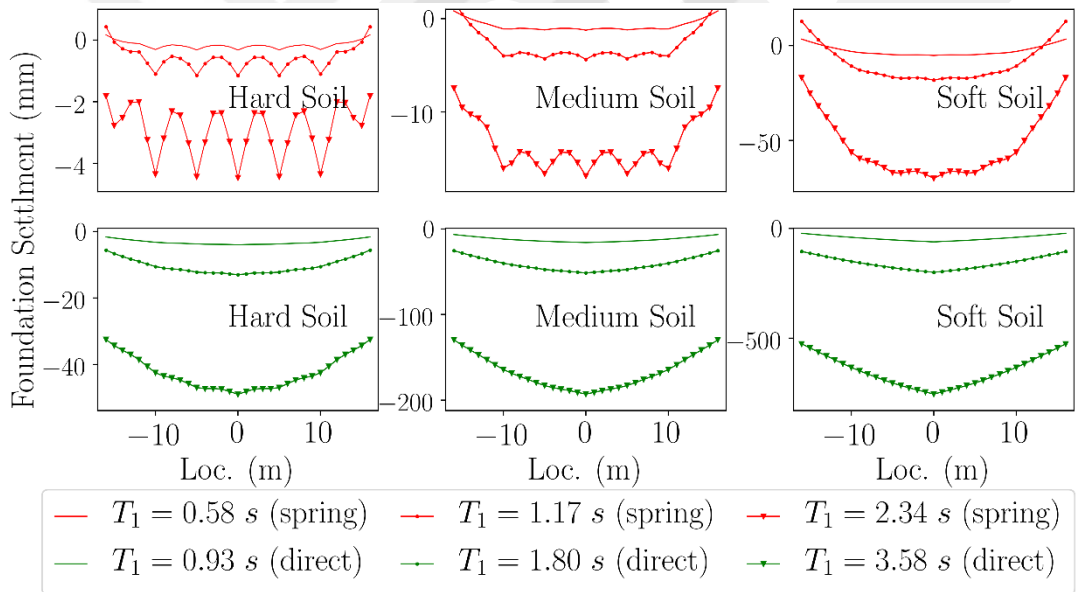 Foundation Settlment (mm)
0
−2
−4
Hard Soil
0
−10
Medium Soil
0
−50
Soft Soil
0
−20
−40
Hard Soil
0
−100
−200
Medium Soil
0
−500
Soft Soil
−10 0 10
−10 0 10
−10 0 10
Loc. (m)
Loc. (m)
Loc. (m)
T₁ = 0.58 s (spring)
T₁ = 1.17 s (spring)
T₁ = 2.34 s (spring)
T₁ = 0.93 s (direct)
T₁ = 1.80 s (direct)
T₁ = 3.58 s (direct)